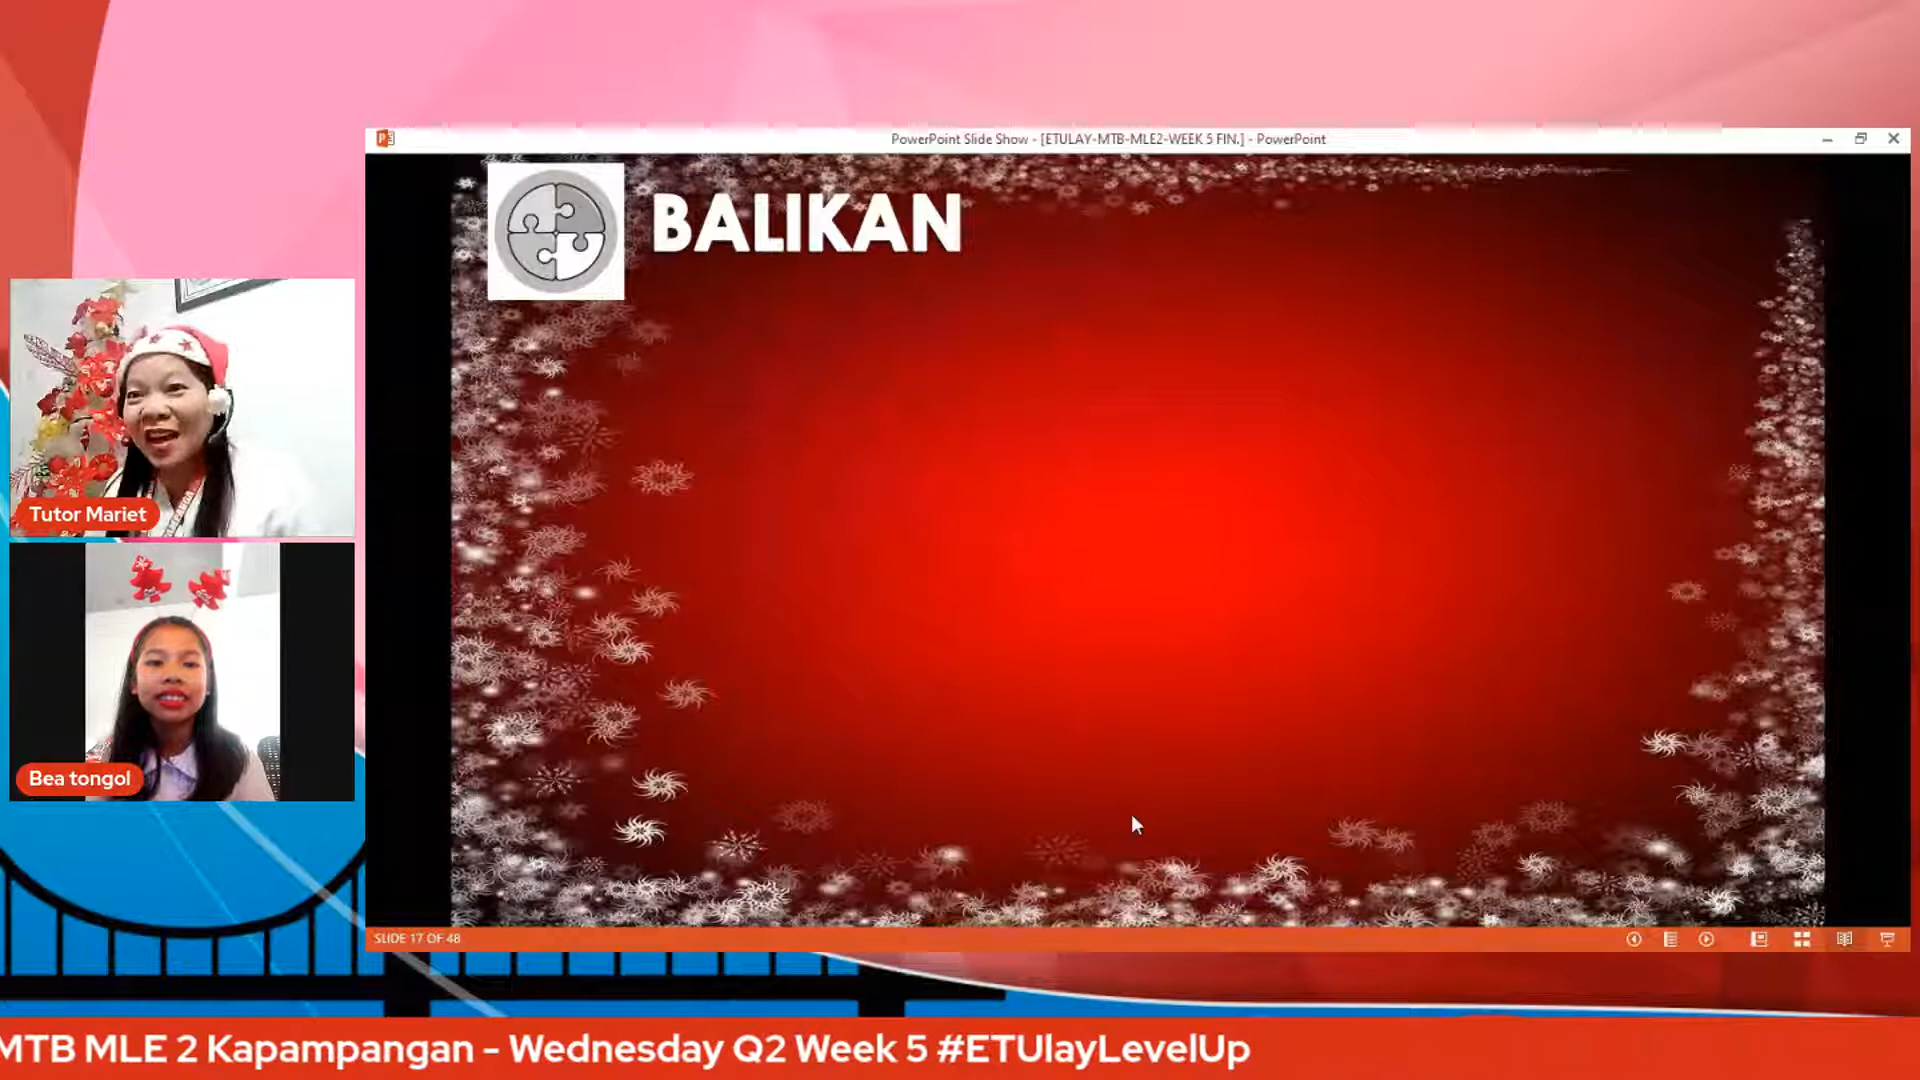 PowerPoint Slide Show - [ETULAY-MTB-MLE2-WEEK 5 FIN.] - PowerPoint
BALIKAN
Tutor Mariet
Bea tongol
SLIDE 17 OF 48
MTB MLE 2 Kapampangan - Wednesday Q2 Week 5 #ETUlayLevelUp